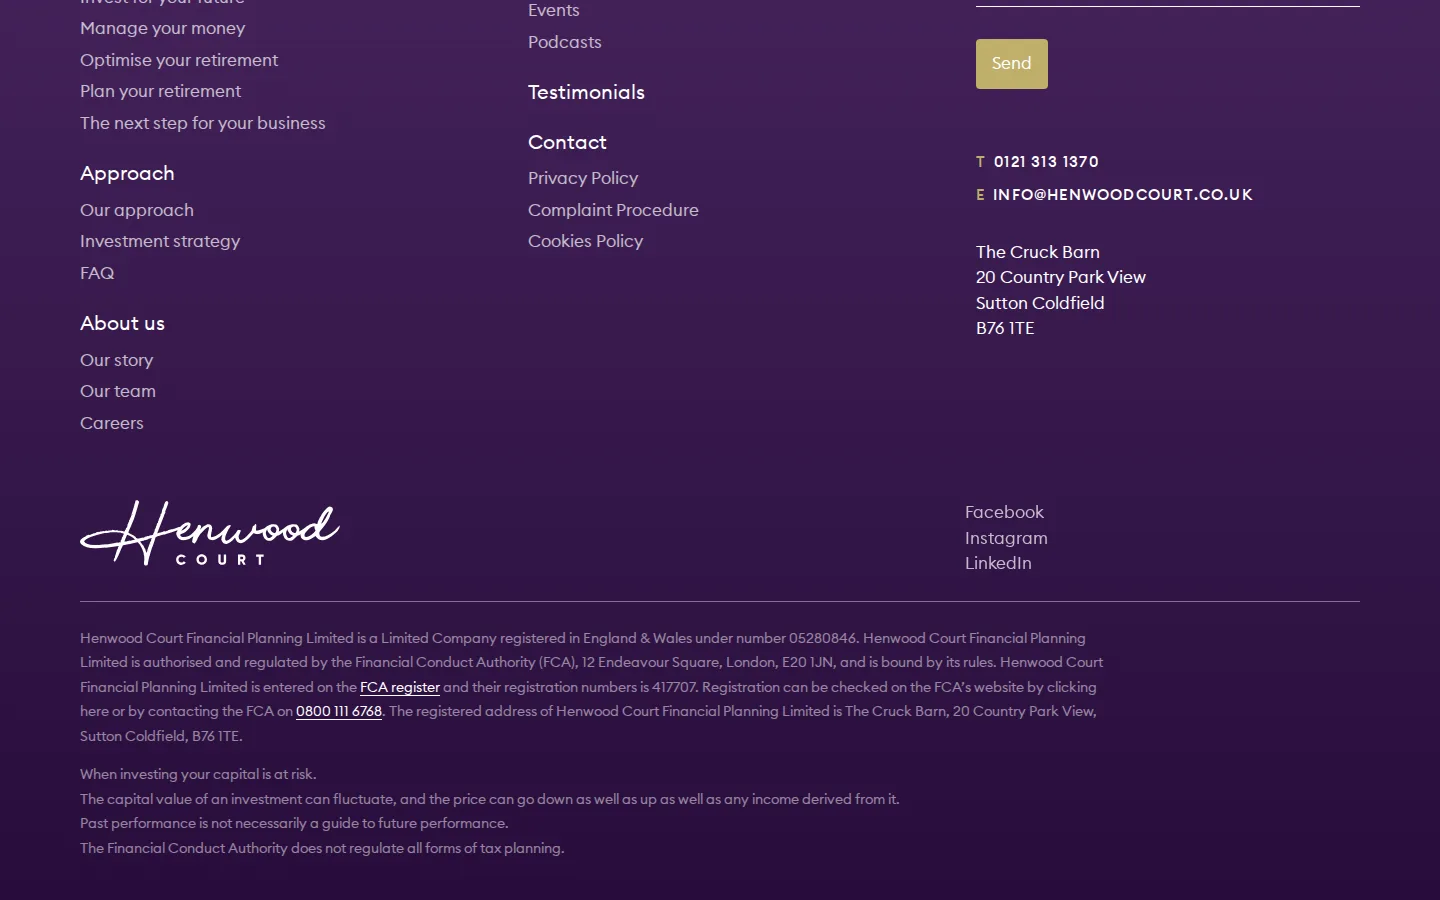 Invest for your future
Manage your money
Optimise your retirement
Plan your retirement
The next step for your business
Approach
Our approach
Investment strategy
FAQ
About us
Our story
Our team
Careers
Events
Podcasts
Testimonials
Contact
Privacy Policy
Complaint Procedure
Cookies Policy
Send
T 0121 313 1370
E INFO@HENWOODCOURT.CO.UK
The Cruck Barn
20 Country Park View
Sutton Coldfield
B76 1TE
Henwood
COURT
Facebook
Instagram
LinkedIn
Henwood Court Financial Planning Limited is a Limited Company registered in England & Wales under number 05280846. Henwood Court Financial Planning
Limited is authorised and regulated by the Financial Conduct Authority (FCA), 12 Endeavour Square, London, E20 1JN, and is bound by its rules. Henwood Court
Financial Planning Limited is entered on the FCA register and their registration numbers is 417707. Registration can be checked on the FCA’s website by clicking
here or by contacting the FCA on 0800 111 6768. The registered address of Henwood Court Financial Planning Limited is The Cruck Barn, 20 Country Park View,
Sutton Coldfield, B76 1TE.
When investing your capital is at risk.
The capital value of an investment can fluctuate, and the price can go down as well as up as well as any income derived from it.
Past performance is not necessarily a guide to future performance.
The Financial Conduct Authority does not regulate all forms of tax planning.